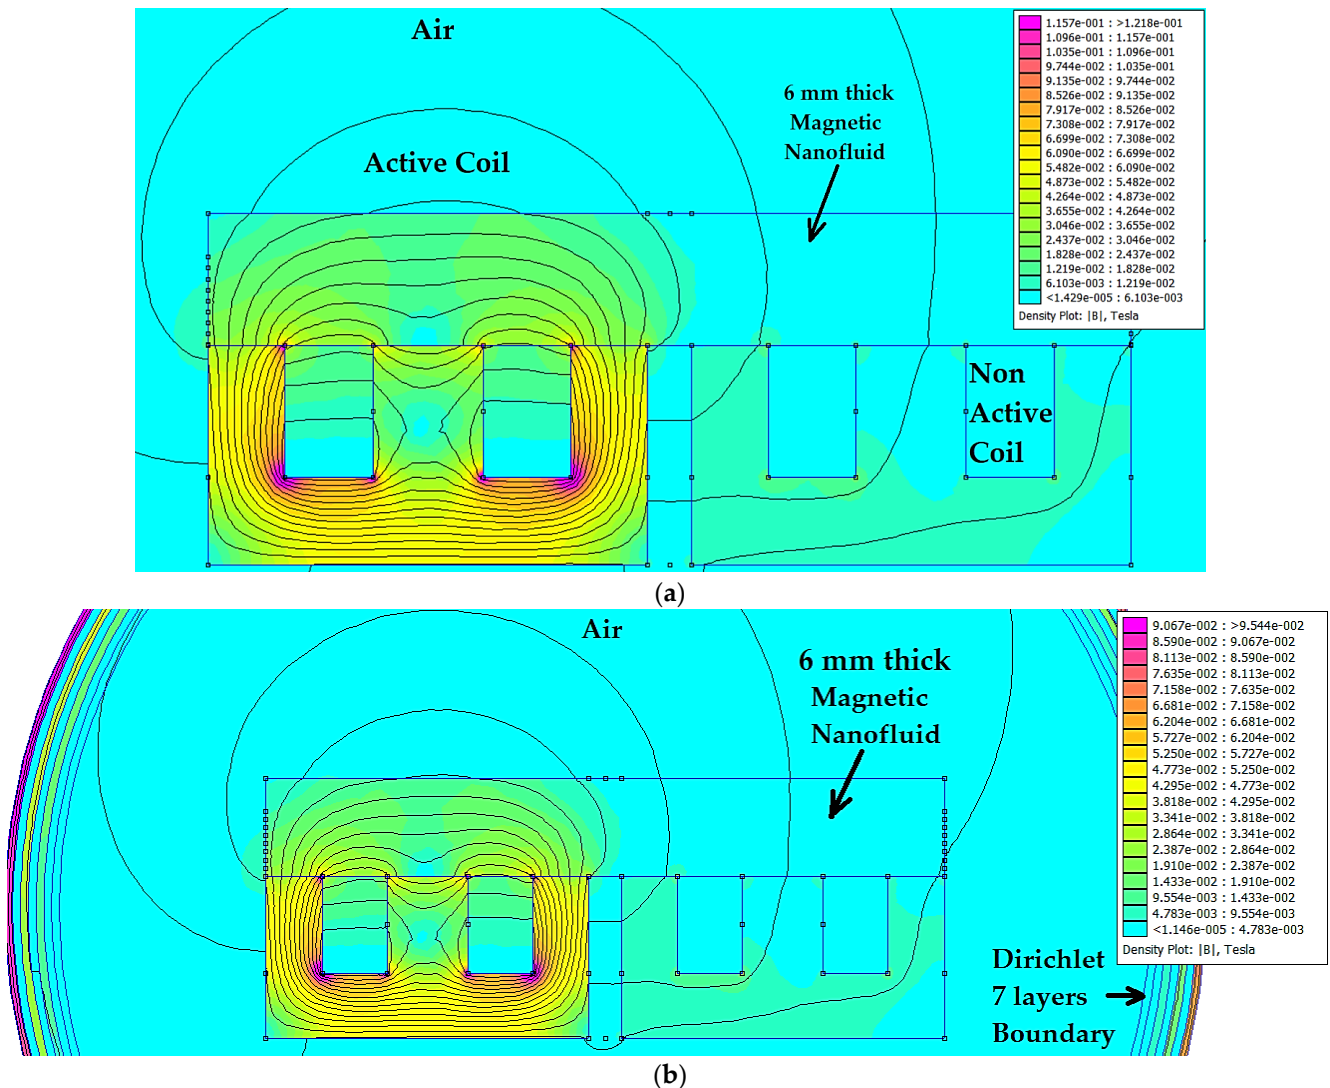 Air
6 mm thick
Magnetic
Nanofluid
Active Coil
Non
Active
Coil
1.157e-001 : >1.218e-001
1.096e-001 : 1.157e-001
1.035e-001 : 1.096e-001
9.744e-002 : 1.035e-001
9.135e-002 : 9.744e-002
8.526e-002 : 9.135e-002
7.917e-002 : 8.526e-002
7.308e-002 : 7.917e-002
6.699e-002 : 7.308e-002
6.090e-002 : 6.699e-002
5.482e-002 : 6.090e-002
4.873e-002 : 5.482e-002
4.264e-002 : 4.873e-002
3.655e-002 : 4.264e-002
3.046e-002 : 3.655e-002
2.437e-002 : 3.046e-002
1.828e-002 : 2.437e-002
1.219e-002 : 1.828e-002
6.103e-003 : 1.219e-002
<1.429e-005 : 6.103e-003
Density Plot: |B|, Tesla
(a)
Air
6 mm thick
Magnetic
Nanofluid
Dirichlet
7 layers
Boundary
9.067e-002 : >9.544e-002
8.590e-002 : 9.067e-002
8.113e-002 : 8.590e-002
7.635e-002 : 8.113e-002
7.158e-002 : 7.635e-002
6.681e-002 : 7.158e-002
6.204e-002 : 6.681e-002
5.727e-002 : 6.204e-002
5.250e-002 : 5.727e-002
4.773e-002 : 5.250e-002
4.295e-002 : 4.773e-002
3.818e-002 : 4.295e-002
3.341e-002 : 3.818e-002
2.864e-002 : 3.341e-002
2.387e-002 : 2.864e-002
1.910e-002 : 2.387e-002
1.433e-002 : 1.910e-002
9.554e-003 : 1.433e-002
4.783e-003 : 9.554e-003
<1.146e-005 : 4.783e-003
Density Plot: |B|, Tesla
(b)